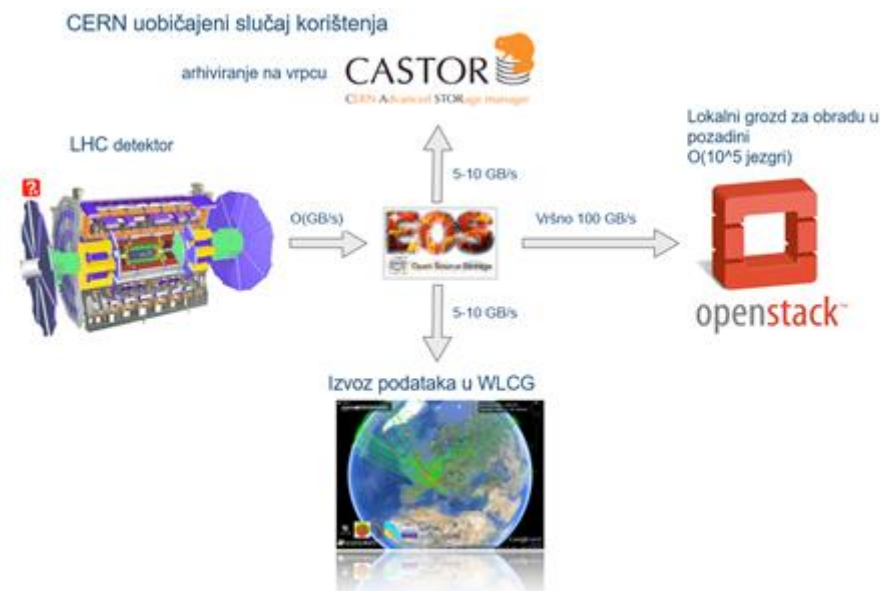 CERN uobičajeni slučaj korištenja
arhiviranje na vrpcu
CASTOR
CERN Advanced STORage manager
LHC detektor
Lokalni grozd za obradu u
pozadini
O(10^5 jezgri)
5-10 GB/s
O(GB/s)
EOS
Open Source Storage
Vršno 100 GB/s
openstack™
5-10 GB/s
Izvoz podataka u WLCG